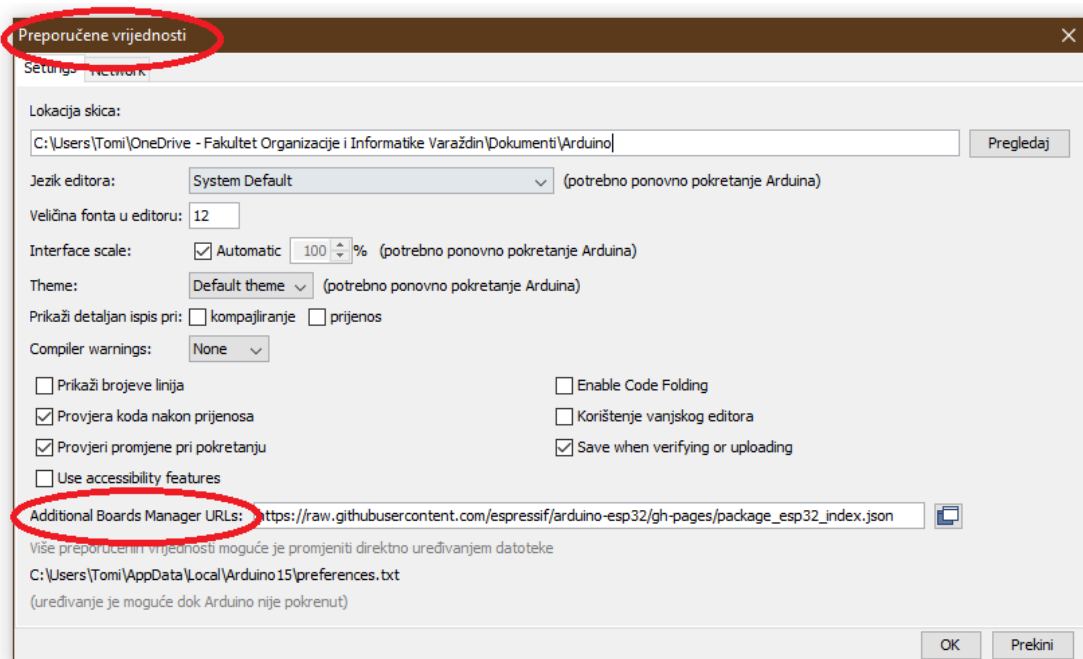 Preporučene vrijednosti
Settings Network
Lokacija skica:
C:\Users\Tomi\OneDrive - Fakultet Organizacije i Informatike Varaždin\Dokumenti\Arduino Pregledaj
Jezik editora: System Default (potrebno ponovno pokretanje Arduina)
Veličina fonta u editoru: 12
Interface scale: Automatic 100 % (potrebno ponovno pokretanje Arduina)
Theme: Default theme (potrebno ponovno pokretanje Arduina)
Prikaži detaljan ispis pri: kompajliranje prijenos
Compiler warnings: None
Prikaži brojeve linija Enable Code Folding
Provjera koda nakon prijenosa Korištenje vanjskog editora
Provjeri promjene pri pokretanju Save when verifying or uploading
Use accessibility features
Additional Boards Manager URLs: https://raw.githubusercontent.com/espressif/arduino-esp32/gh-pages/package_esp32_index.json
Više preporučenih vrijednosti moguće je promjeniti direktno uređivanjem datoteke
C:\Users\Tomi\AppData\Local\Arduino15\preferences.txt
(uređivanje je moguće dok Arduino nije pokrenut)
OK Prekini